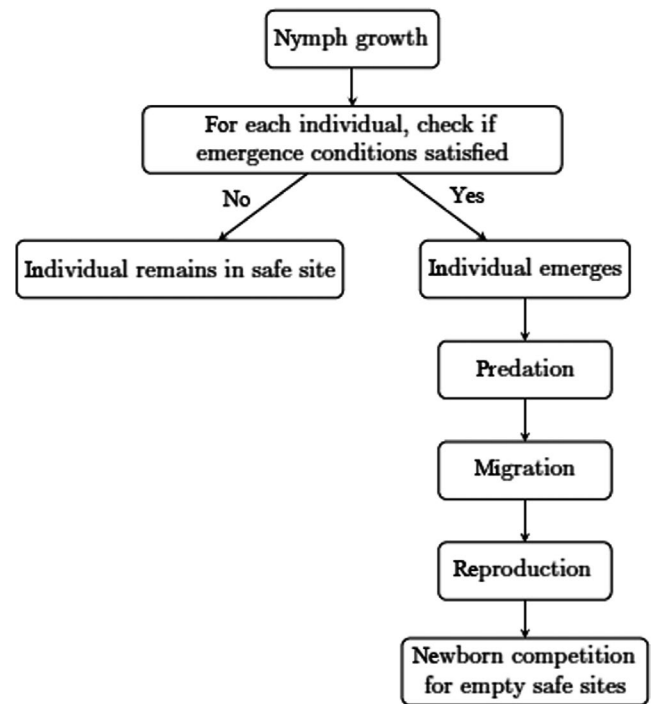 Nymph growth
For each individual, check if
emergence conditions satisfied
No
Yes
Individual remains in safe site
Individual emerges
Predation
Migration
Reproduction
Newborn competition
for empty safe sites